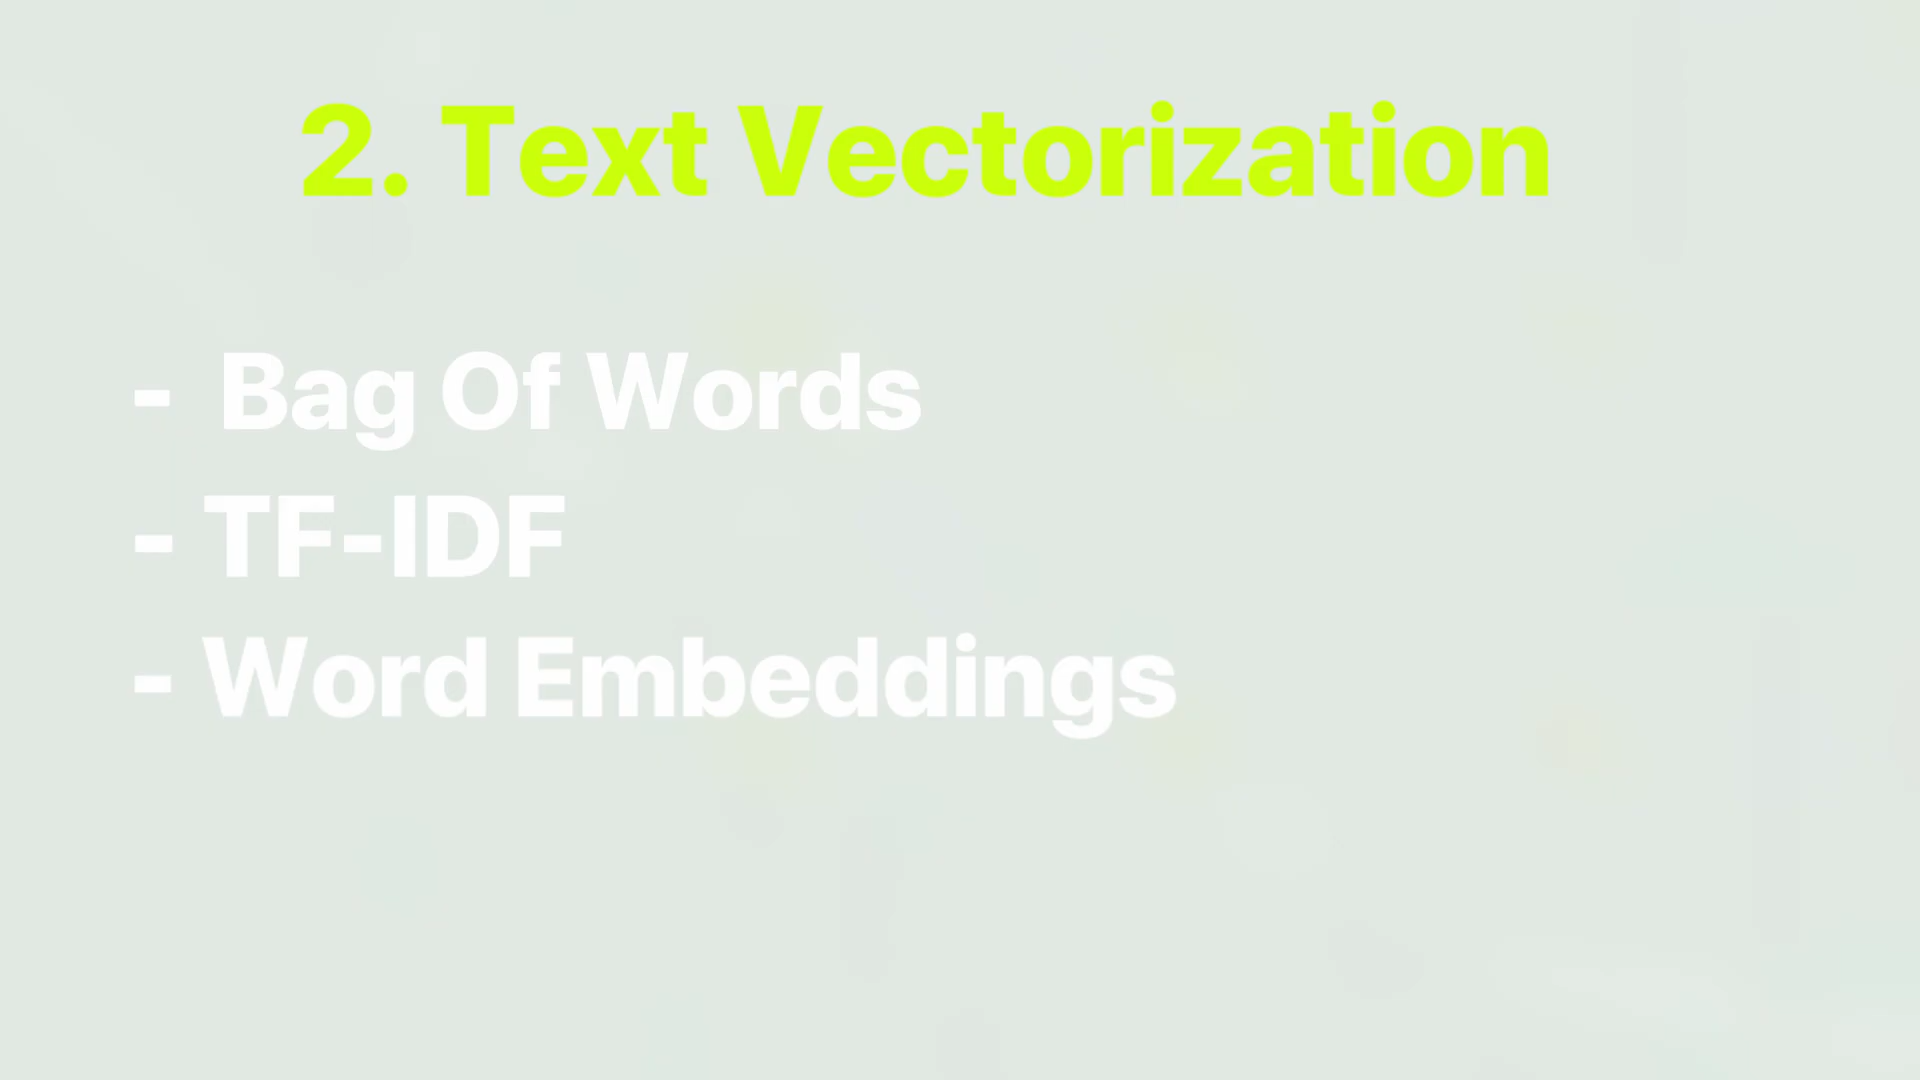 2. Text Vectorization
- Bag Of Words
- TF-IDF
- Word Embeddings